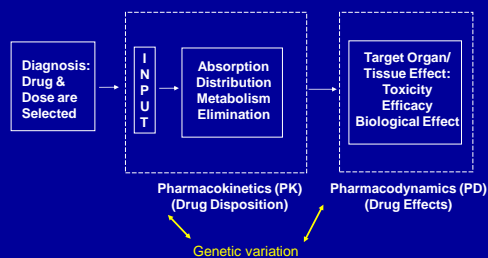 Diagnosis:
Drug &
Dose are
Selected
I
N
P
U
T
Absorption
Distribution
Metabolism
Elimination
Target Organ/
Tissue Effect:
Toxicity
Efficacy
Biological Effect
Pharmacokinetics (PK)
(Drug Disposition)
Pharmacodynamics (PD)
(Drug Effects)
Genetic variation